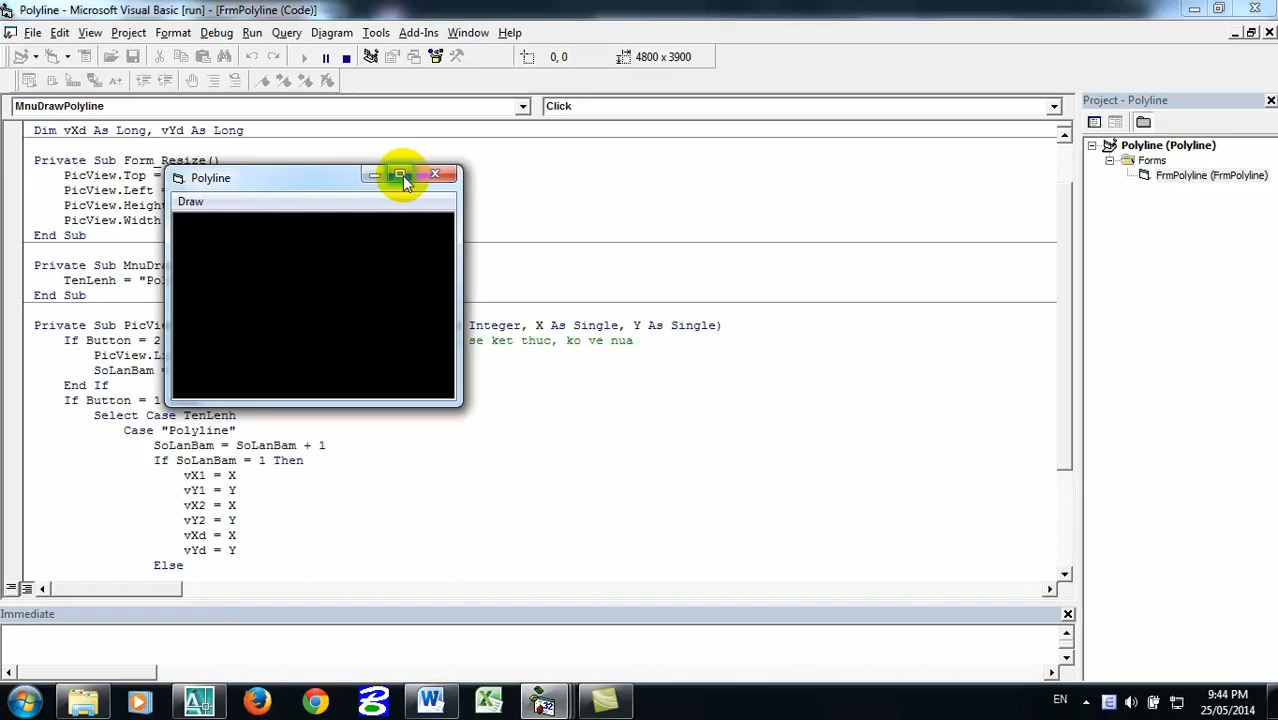 Polyline - Microsoft Visual Basic [run] - [FrmPolyline (Code)]
File Edit View Project Format Debug Run Query Diagram Tools Add-Ins Window Help
0, 0 4800 x 3900
MnuDrawPolyline Click
Project - Polyline
Dim vXd As Long, vYd As Long
Polyline (Polyline)
Forms
FrmPolyline (FrmPolyline)
Private Sub Form_Resize()
PicView.Top =
PicView.Left =
PicView.Heigh
PicView.Width
End Sub
Polyline
Draw
Private Sub MnuDra
TenLenh = "Po
End Sub
Private Sub PicVie Integer, X As Single, Y As Single)
If Button = 2 se ket thuc, ko ve nua
PicView.Li
SoLanBam =
End If
If Button = 1
Select Case TenLenh
Case "Polyline"
SoLanBam = SoLanBam + 1
If SoLanBam = 1 Then
vX1 = X
vY1 = Y
vX2 = X
vY2 = Y
vXd = X
vYd = Y
Else
Immediate
EN
9:44 PM
25/05/2014